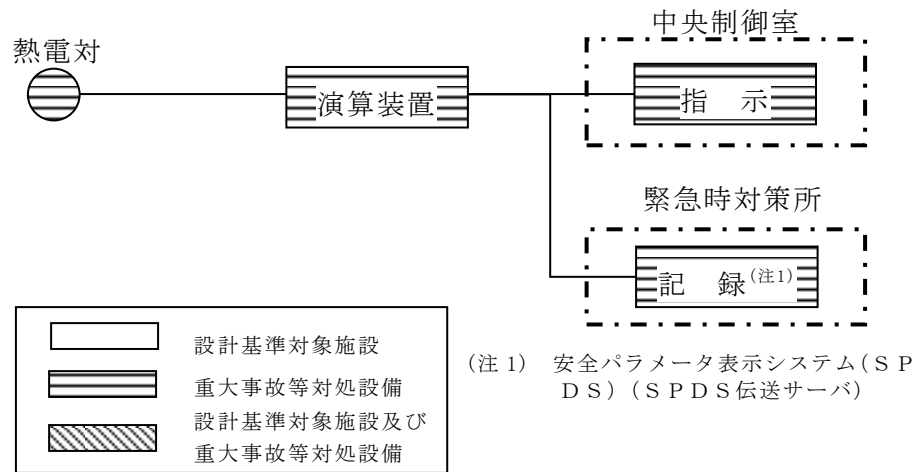 中央制御室
熱電対
演算装置
指　示
緊急時対策所
記　録(注1)
設計基準対象施設
重大事故等対処設備
設計基準対象施設及び
重大事故等対処設備
(注１)　安全パラメータ表示システム(ＳＰ
ＤＳ)(ＳＰＤＳ伝送サーバ)